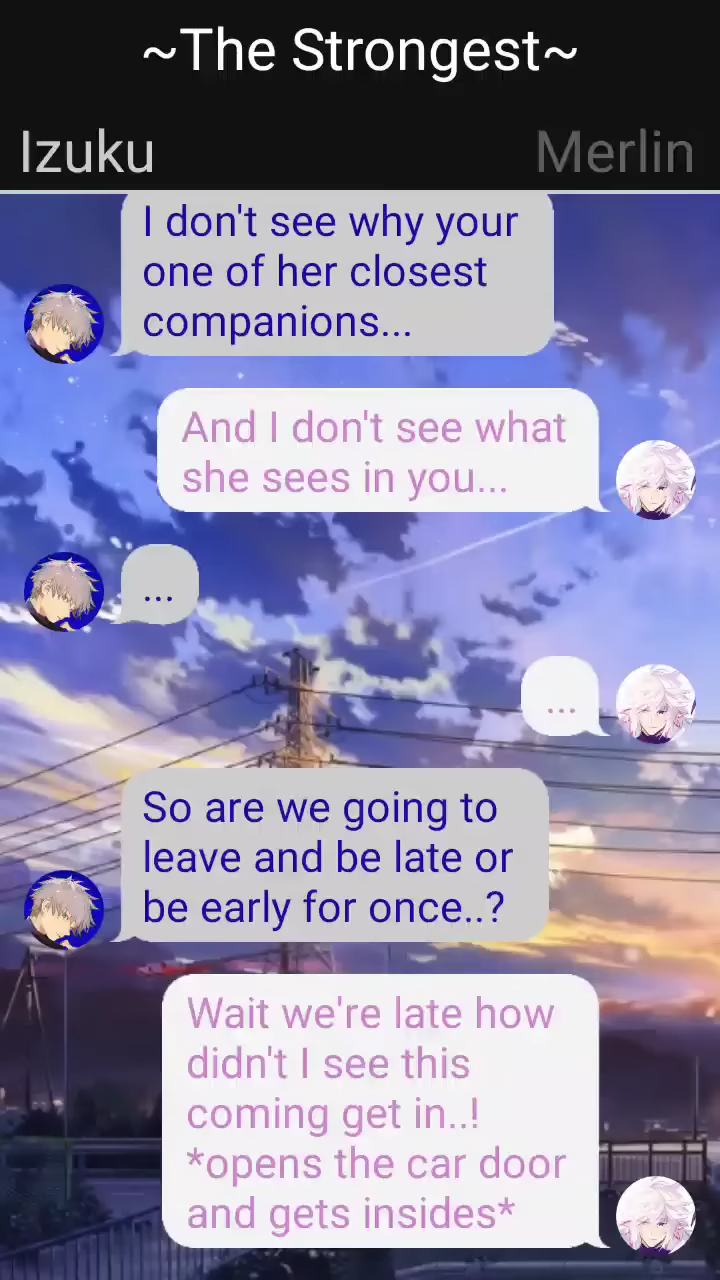 ~The Strongest~
Izuku
Merlin
I don't see why your
one of her closest
companions...
And I don't see what
she sees in you...
...
...
So are we going to
leave and be late or
be early for once..?
Wait we're late how
didn't I see this
coming get in..!
*opens the car door
and gets insides*